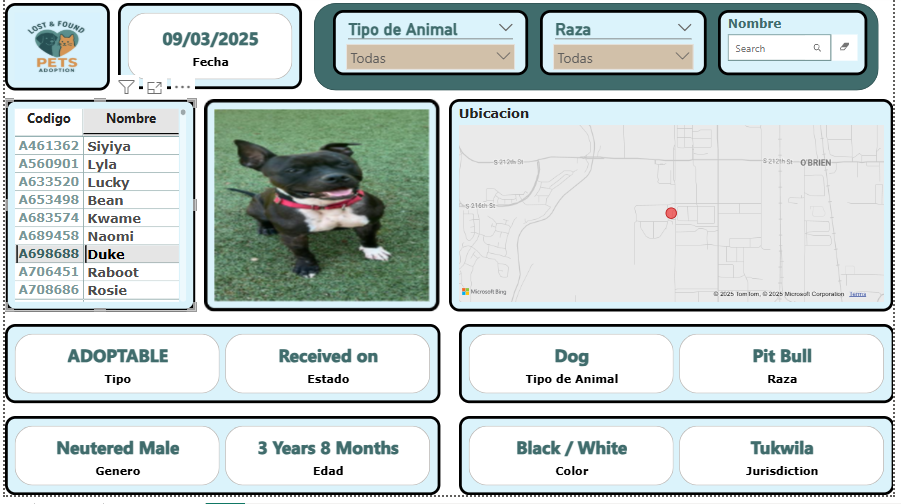 LOST & FOUND
PETS
ADOPTION
09/03/2025
Fecha
Tipo de Animal
Todas
Raza
Todas
Nombre
Search
Codigo Nombre
A461362 Siyiya
A560901 Lyla
A633520 Lucky
A653498 Bean
A683574 Kwame
A689458 Naomi
A698688 Duke
A706451 Raboot
A708686 Rosie
Ubicacion
S 212th St
S 212th St
O'BRIEN
S 216th St
Microsoft Bing
© 2025 TomTom, © 2025 Microsoft Corporation Terms
ADOPTABLE
Tipo
Received on
Estado
Dog
Tipo de Animal
Pit Bull
Raza
Neutered Male
Genero
3 Years 8 Months
Edad
Black / White
Color
Tukwila
Jurisdiction